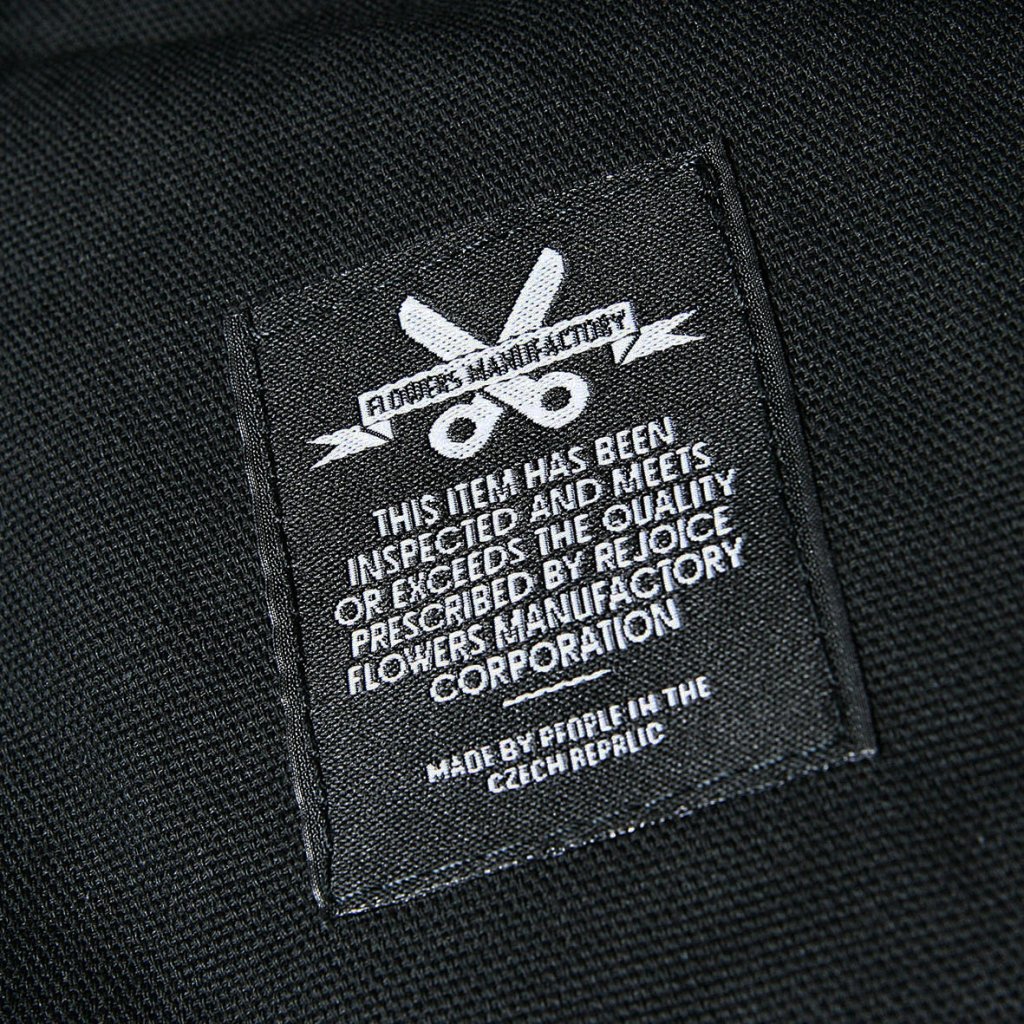 FLOWERS MANUFACTORY
THIS ITEM HAS BEEN
INSPECTED AND MEETS
OR EXCEEDS THE QUALITY
PRESCRIBED BY REJOICE
FLOWERS MANUFACTORY
CORPORATION
MADE BY PEOPLE IN THE
CZECH REPRLIC